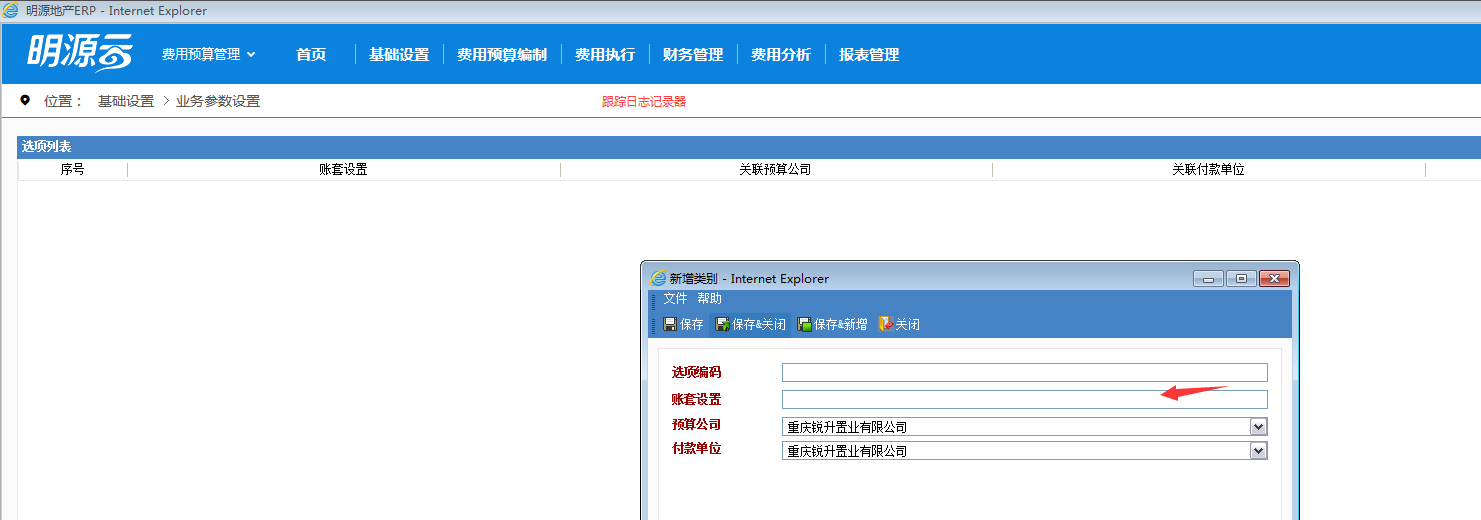 明源地产ERP - Internet Explorer
明源云 费用预算管理 首页 基础设置 费用预算编制 费用执行 财务管理 费用分析 报表管理
位置： 基础设置 > 业务参数设置 跟踪日志记录器
选项列表
序号 账套设置 关联预算公司 关联付款单位
新增类别 - Internet Explorer
文件 帮助
保存 保存&关闭 保存&新增 关闭
选项编码
账套设置
预算公司 重庆锐升置业有限公司
付款单位 重庆锐升置业有限公司